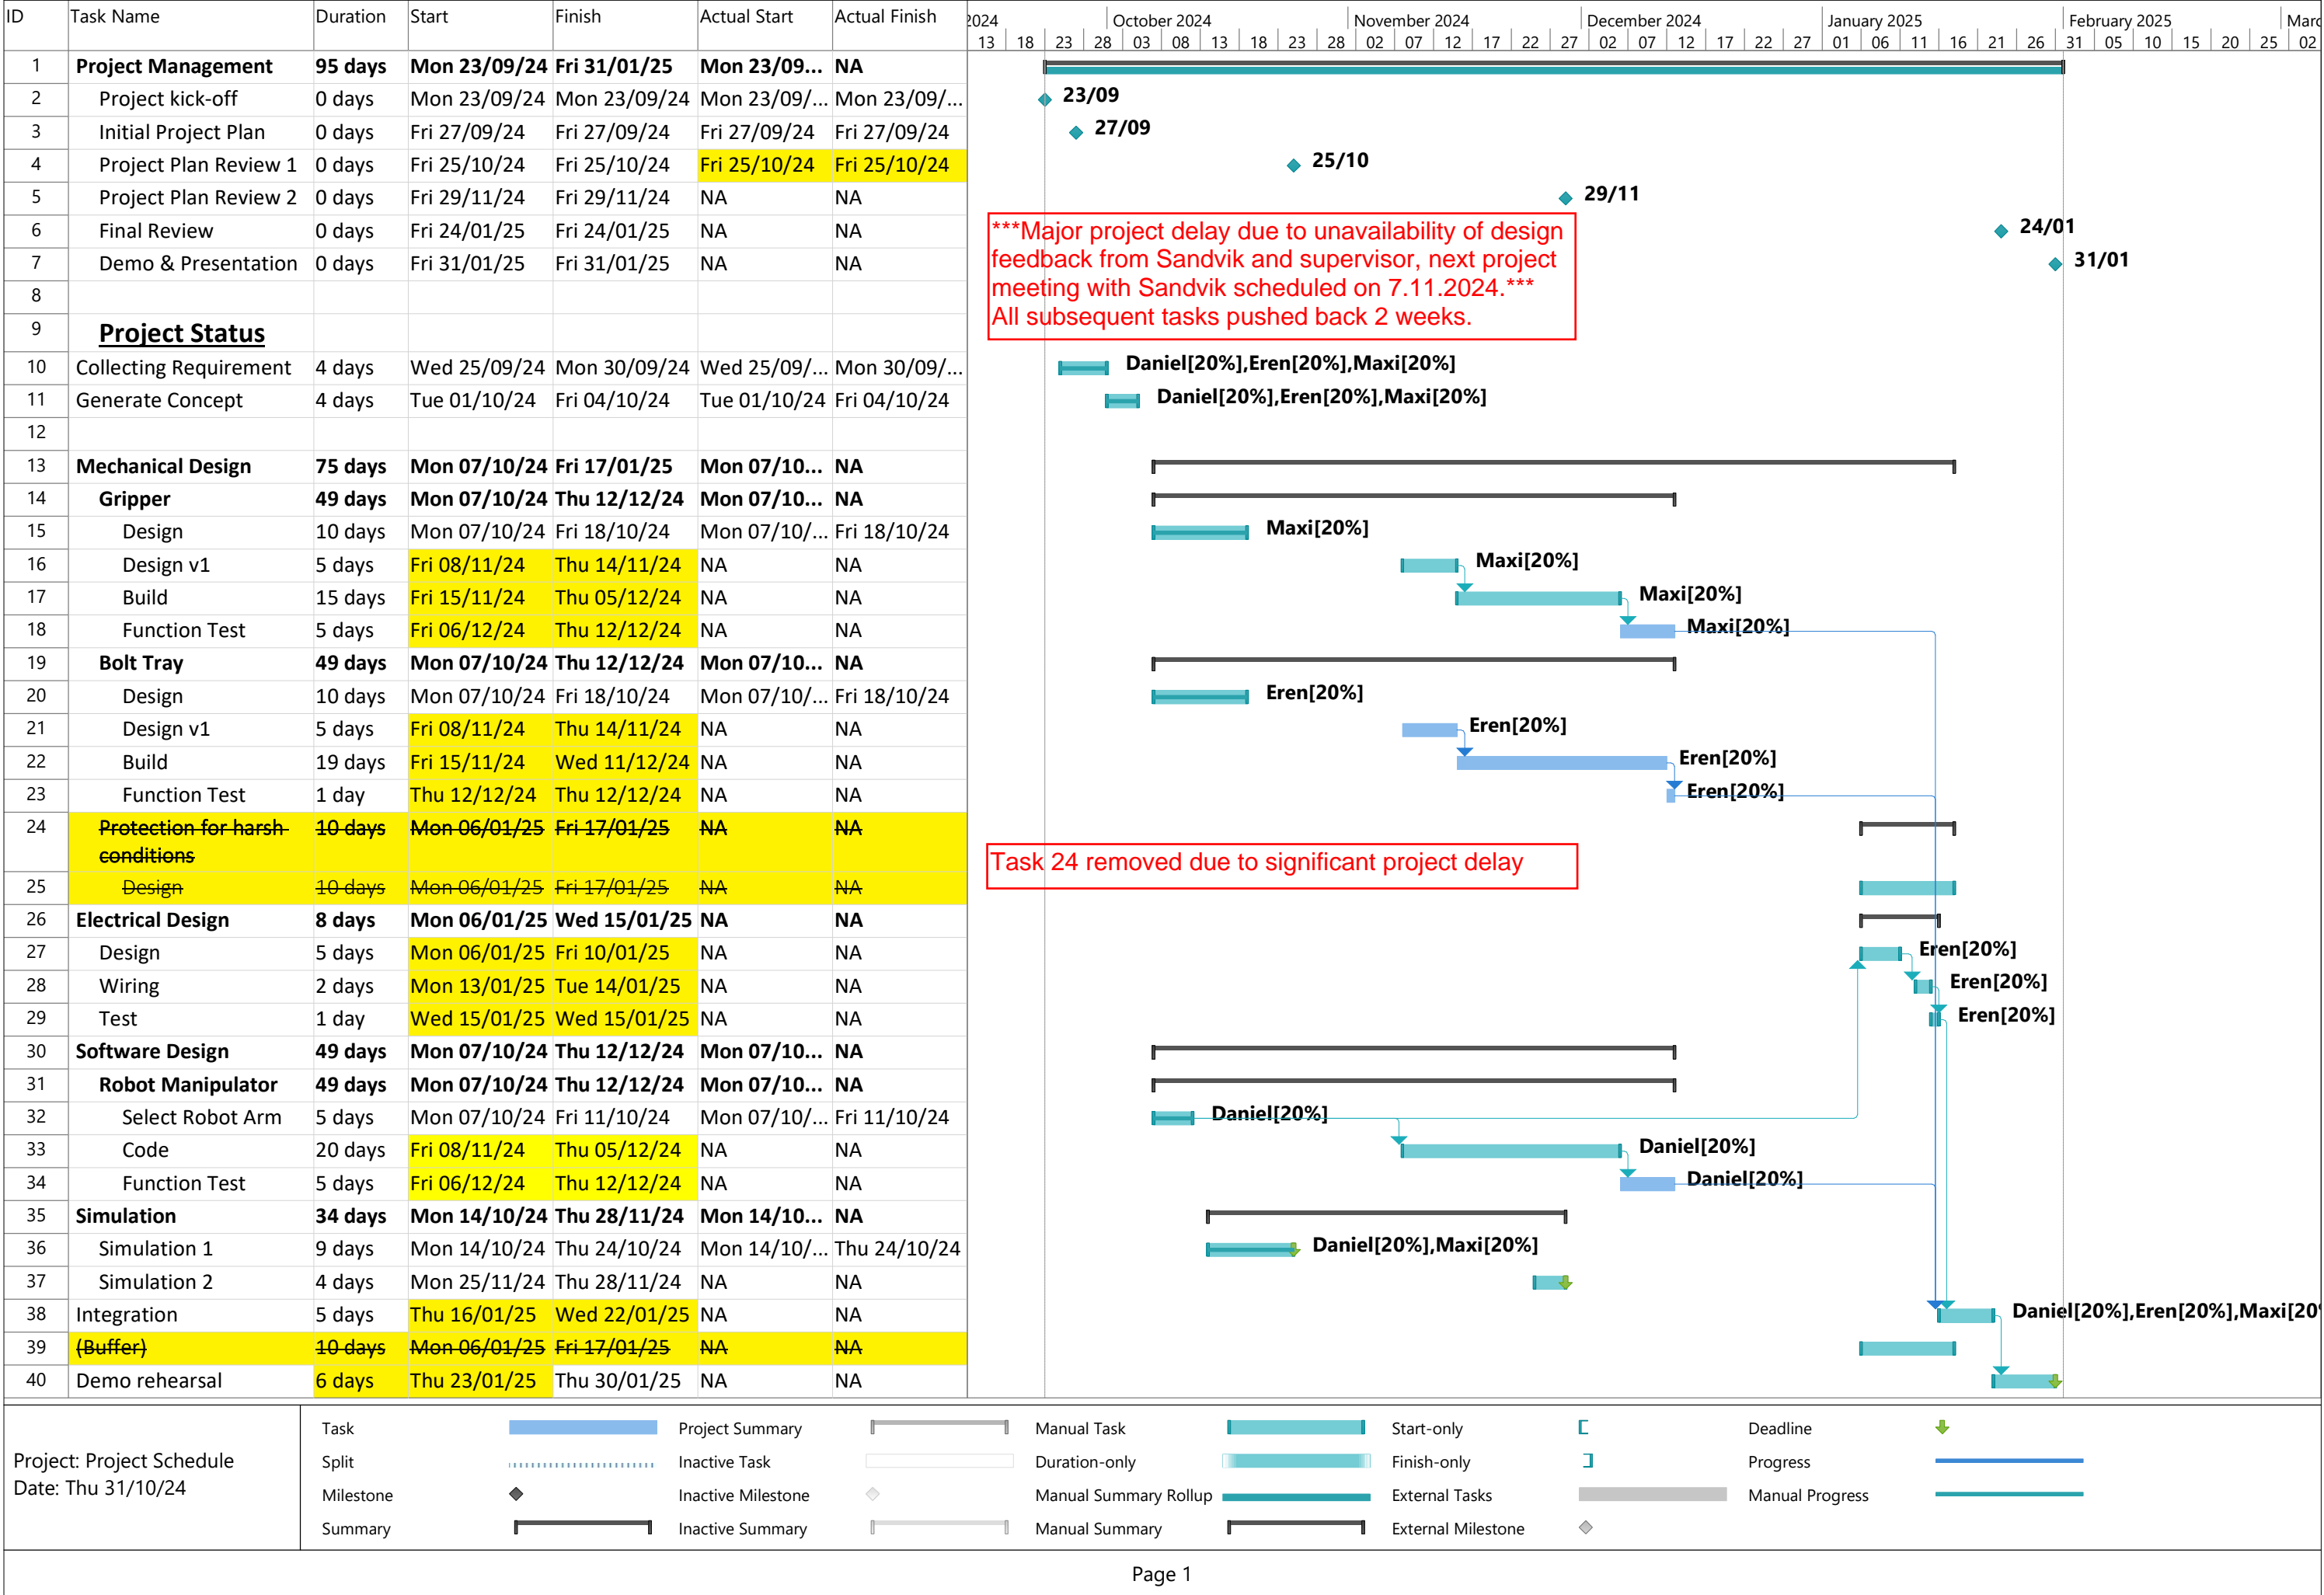 ID Task Name Duration Start Finish Actual Start Actual Finish
2024 October 2024 November 2024 December 2024 January 2025 February 2025
13 18 23 28 03 08 13 18 23 28 02 07 12 17 22 27 02 07 12 17 22 27 01 06 11 16 21 26 31 05 10 15 20 25 02
1 Project Management 95 days Mon 23/09/24 Fri 31/01/25 Mon 23/09... NA
2 Project kick-off 0 days Mon 23/09/24 Mon 23/09/24 Mon 23/09/... Mon 23/09/... 23/09
3 Initial Project Plan 0 days Fri 27/09/24 Fri 27/09/24 Fri 27/09/24 Fri 27/09/24 27/09
4 Project Plan Review 1 0 days Fri 25/10/24 Fri 25/10/24 Fri 25/10/24 Fri 25/10/24 25/10
5 Project Plan Review 2 0 days Fri 29/11/24 Fri 29/11/24 NA NA 29/11
6 Final Review 0 days Fri 24/01/25 Fri 24/01/25 NA NA 24/01
7 Demo & Presentation 0 days Fri 31/01/25 Fri 31/01/25 NA NA 31/01
***Major project delay due to unavailability of design
feedback from Sandvik and supervisor, next project
meeting with Sandvik scheduled on 7.11.2024.***
All subsequent tasks pushed back 2 weeks.
8
9 Project Status
10 Collecting Requirement 4 days Wed 25/09/24 Mon 30/09/24 Wed 25/09/... Mon 30/09/... Daniel[20%],Eren[20%],Maxi[20%]
11 Generate Concept 4 days Tue 01/10/24 Fri 04/10/24 Tue 01/10/24 Fri 04/10/24 Daniel[20%],Eren[20%],Maxi[20%]
12
13 Mechanical Design 75 days Mon 07/10/24 Fri 17/01/25 Mon 07/10... NA
14 Gripper 49 days Mon 07/10/24 Thu 12/12/24 Mon 07/10... NA
15 Design 10 days Mon 07/10/24 Fri 18/10/24 Mon 07/10/... Fri 18/10/24 Maxi[20%]
16 Design v1 5 days Fri 08/11/24 Thu 14/11/24 NA NA Maxi[20%]
17 Build 15 days Fri 15/11/24 Thu 05/12/24 NA NA Maxi[20%]
18 Function Test 5 days Fri 06/12/24 Thu 12/12/24 NA NA Maxi[20%]
19 Bolt Tray 49 days Mon 07/10/24 Thu 12/12/24 Mon 07/10... NA
20 Design 10 days Mon 07/10/24 Fri 18/10/24 Mon 07/10/... Fri 18/10/24 Eren[20%]
21 Design v1 5 days Fri 08/11/24 Thu 14/11/24 NA NA Eren[20%]
22 Build 19 days Fri 15/11/24 Wed 11/12/24 NA NA Eren[20%]
23 Function Test 1 day Thu 12/12/24 Thu 12/12/24 NA NA Eren[20%]
24 Protection for harsh 10 days Mon 06/01/25 Fri 17/01/25 NA NA
conditions
Task 24 removed due to significant project delay
25 Design 10 days Mon 06/01/25 Fri 17/01/25 NA NA
26 Electrical Design 8 days Mon 06/01/25 Wed 15/01/25 NA NA
27 Design 5 days Mon 06/01/25 Fri 10/01/25 NA NA Eren[20%]
28 Wiring 2 days Mon 13/01/25 Tue 14/01/25 NA NA Eren[20%]
29 Test 1 day Wed 15/01/25 Wed 15/01/25 NA NA Eren[20%]
30 Software Design 49 days Mon 07/10/24 Thu 12/12/24 Mon 07/10... NA
31 Robot Manipulator 49 days Mon 07/10/24 Thu 12/12/24 Mon 07/10... NA
32 Select Robot Arm 5 days Mon 07/10/24 Fri 11/10/24 Mon 07/10/... Fri 11/10/24 Daniel[20%]
33 Code 20 days Fri 08/11/24 Thu 05/12/24 NA NA Daniel[20%]
34 Function Test 5 days Fri 06/12/24 Thu 12/12/24 NA NA Daniel[20%]
35 Simulation 34 days Mon 14/10/24 Thu 28/11/24 Mon 14/10... NA
36 Simulation 1 9 days Mon 14/10/24 Thu 24/10/24 Mon 14/10/... Thu 24/10/24 Daniel[20%],Maxi[20%]
37 Simulation 2 4 days Mon 25/11/24 Thu 28/11/24 NA NA
38 Integration 5 days Thu 16/01/25 Wed 22/01/25 NA NA Daniel[20%],Eren[20%],Maxi[20
39 (Buffer) 10 days Mon 06/01/25 Fri 17/01/25 NA NA
40 Demo rehearsal 6 days Thu 23/01/25 Thu 30/01/25 NA NA
Project: Project Schedule
Date: Thu 31/10/24
Task Project Summary Manual Task Start-only Deadline
Split Inactive Task Duration-only Finish-only Progress
Milestone Inactive Milestone Manual Summary Rollup External Tasks Manual Progress
Summary Inactive Summary Manual Summary External Milestone
Page 1